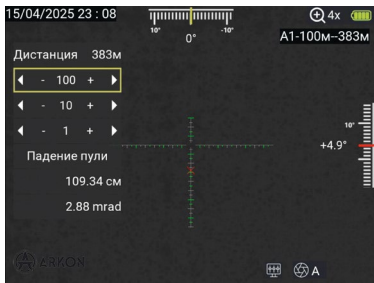 15/04/2025 23 : 08
10°
0°
-10°
4x
A1-100м--383м
Дистанция 383м
- 100 +
- 10 +
- 1 +
10°
+4.9°
Падение пули
109.34 см
2.88 mrad
ARKON
A